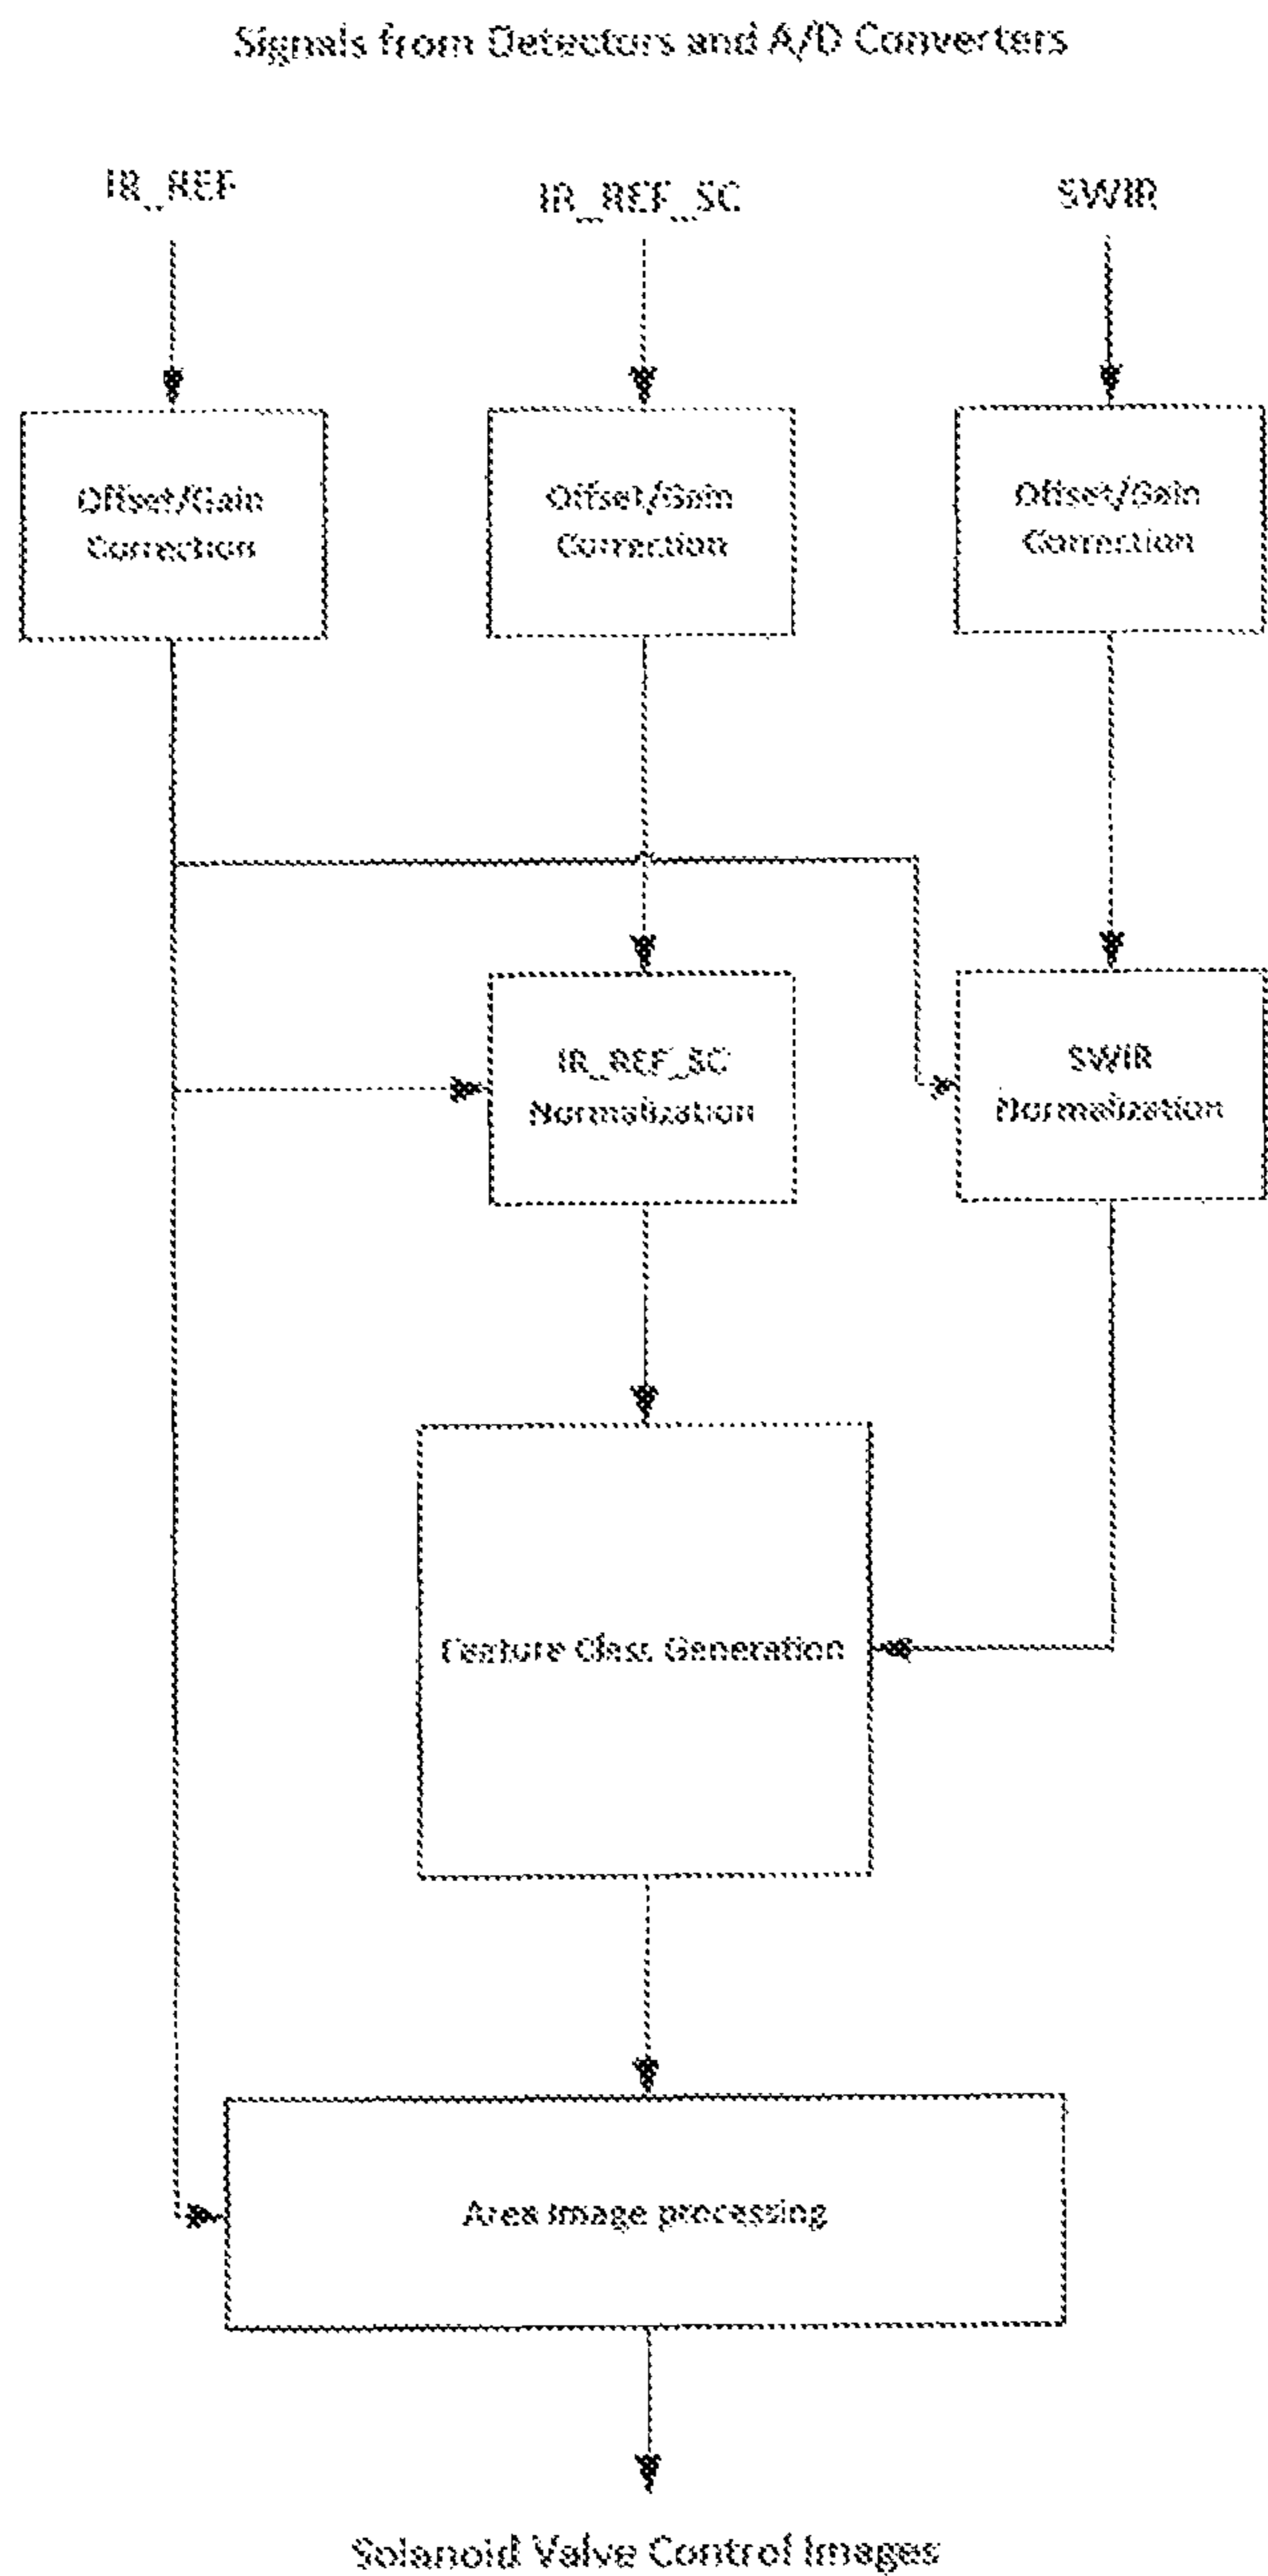 Signals from Detectors and A/D Converters
IR_REF
IR_REF_SC
SWIR
Offset/Gain
Correction
Offset/Gain
Correction
Offset/Gain
Correction
IR_REF_SC
Normalization
SWIR
Normalization
Feature Class Generation
Area image processing
Solanoid Valve Control Images